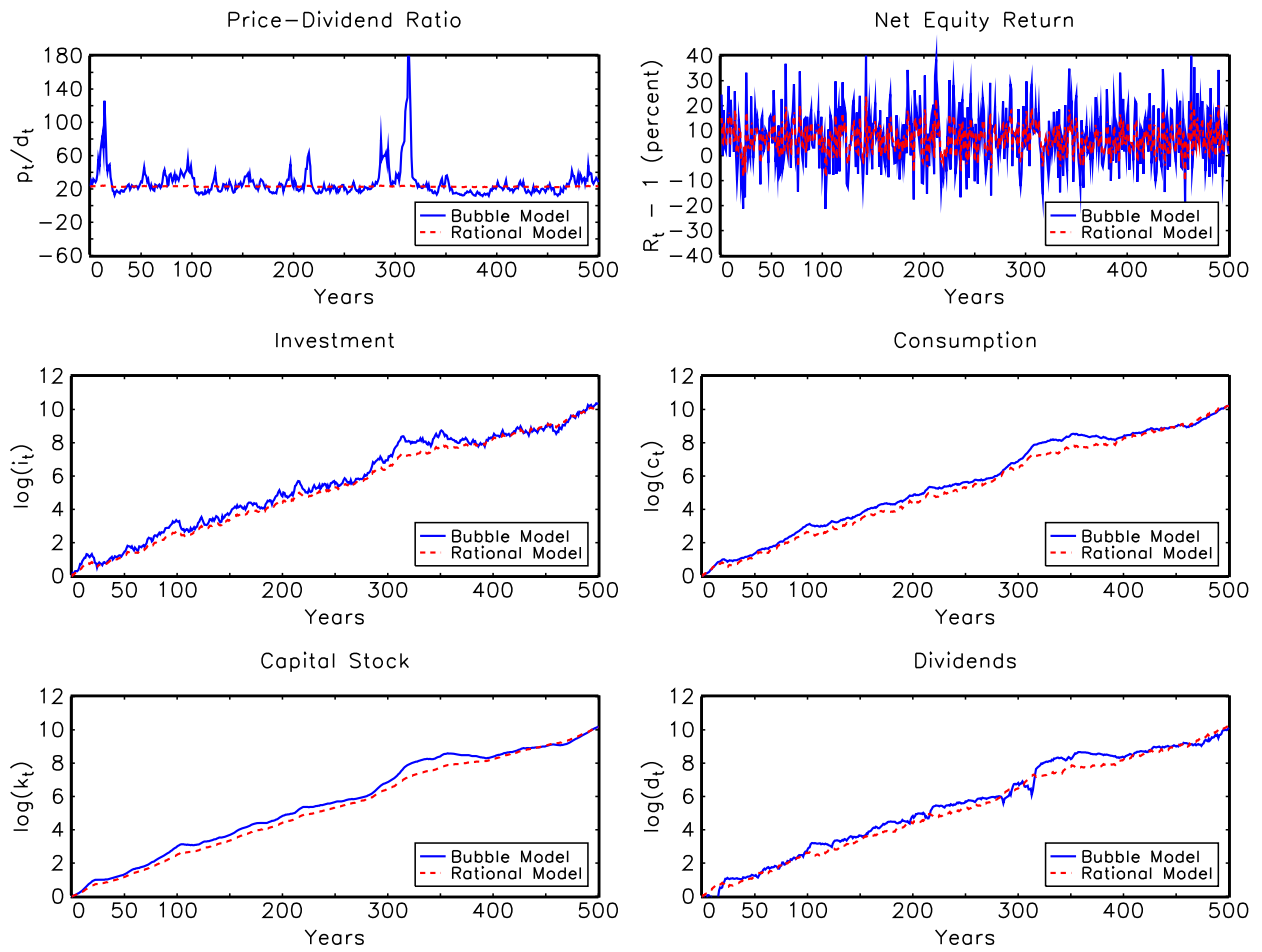 Price-Dividend Ratio
180
140
100
60
20
-20
-60
p_t/d_t
0 50 100 200 300 400 500
Years
Bubble Model
Rational Model
Net Equity Return
40
30
20
10
0
-10
-20
-30
-40
R_t - 1 (percent)
0 50 100 200 300 400 500
Years
Bubble Model
Rational Model
Investment
12
10
8
6
4
2
0
log(i_t)
0 50 100 200 300 400 500
Years
Bubble Model
Rational Model
Consumption
12
10
8
6
4
2
0
log(c_t)
0 50 100 200 300 400 500
Years
Bubble Model
Rational Model
Capital Stock
12
10
8
6
4
2
0
log(k_t)
0 50 100 200 300 400 500
Years
Bubble Model
Rational Model
Dividends
12
10
8
6
4
2
0
log(d_t)
0 50 100 200 300 400 500
Years
Bubble Model
Rational Model